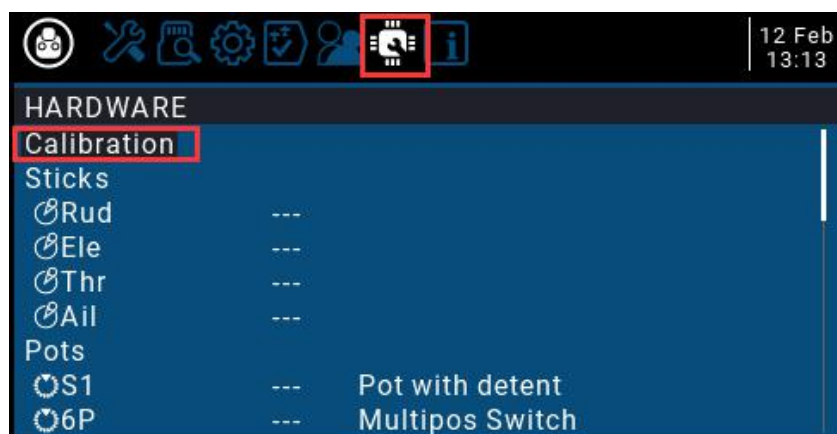 12 Feb
13:13
HARDWARE
Calibration
Sticks
Rud ---
Ele ---
Thr ---
Ail ---
Pots
S1 --- Pot with detent
6P --- Multipos Switch